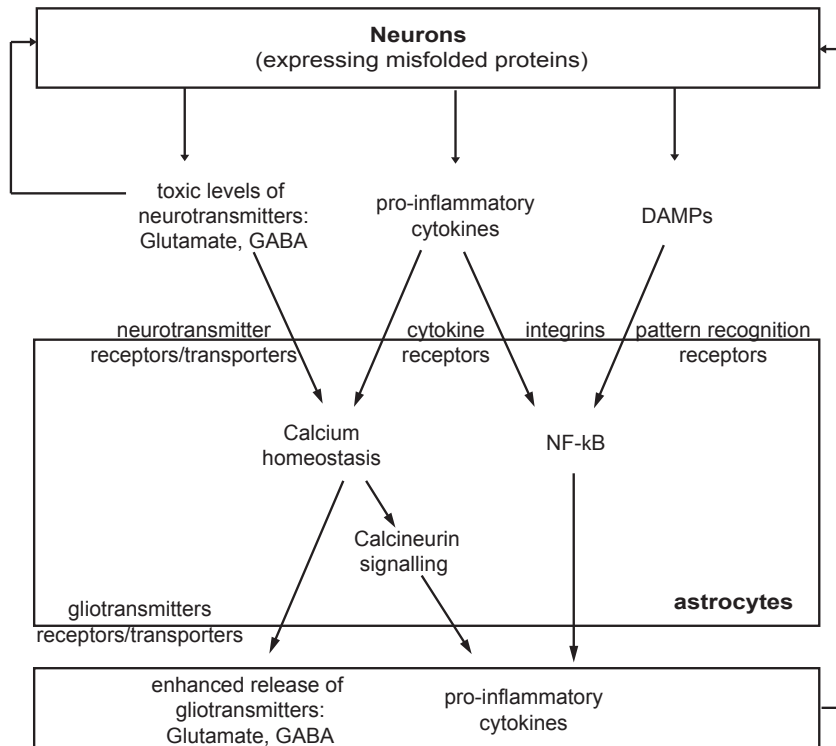 Neurons
(expressing misfolded proteins)
toxic levels of
neurotransmitters:
Glutamate, GABA
pro-inflammatory
cytokines
DAMPs
neurotransmitter
receptors/transporters
cytokine
receptors
integrins
pattern recognition
receptors
Calcium
homeostasis
NF-kB
Calcineurin
signalling
astrocytes
gliotransmitters
receptors/transporters
enhanced release of
gliotransmitters:
Glutamate, GABA
pro-inflammatory
cytokines